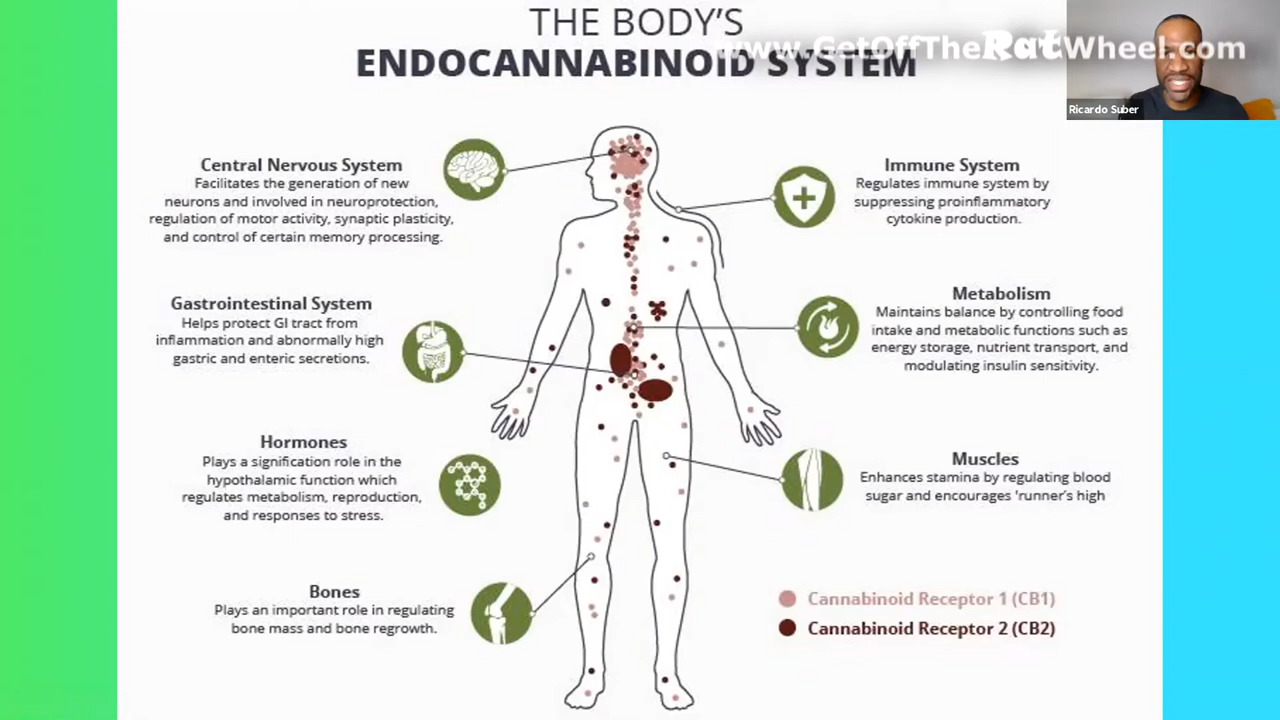 THE BODY'S
www.GetOffTheRatWheel.com
ENDOCANNABINOID SYSTEM
Ricardo Suber
Central Nervous System
Facilitates the generation of new
neurons and involved in neuroprotection,
regulation of motor activity, synaptic plasticity,
and control of certain memory processing.
Immune System
Regulates immune system by
suppressing proinflammatory
cytokine production.
Gastrointestinal System
Helps protect GI tract from
inflammation and abnormally high
gastric and enteric secretions.
Metabolism
Maintains balance by controlling food
intake and metabolic functions such as
energy storage, nutrient transport, and
modulating insulin sensitivity.
Hormones
Plays a signification role in the
hypothalamic function which
regulates metabolism, reproduction,
and responses to stress.
Muscles
Enhances stamina by regulating blood
sugar and encourages 'runner's high
Bones
Plays an important role in regulating
bone mass and bone regrowth.
Cannabinoid Receptor 1 (CB1)
Cannabinoid Receptor 2 (CB2)